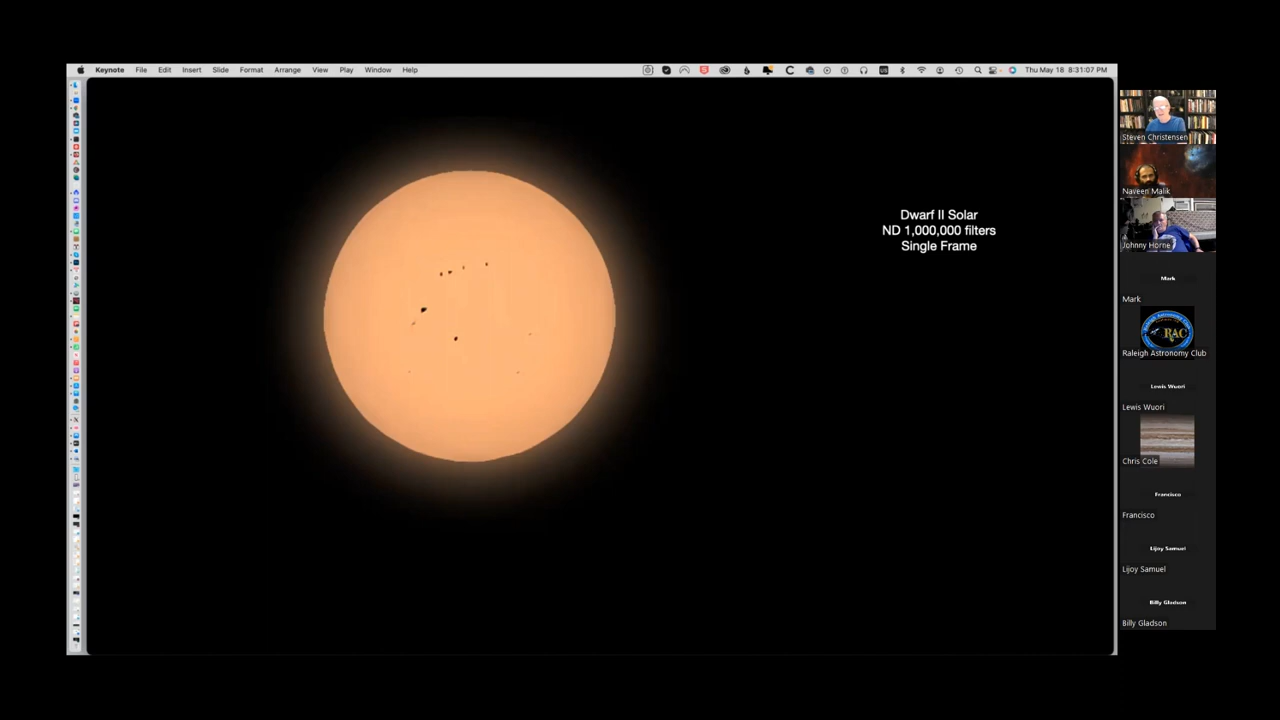 Keynote File Edit Insert Slide Format Arrange View Play Window Help Thu May 18 8:31:07 PM
Dwarf II Solar
ND 1,000,000 filters
Single Frame
Steven Christensen
Naveen Malik
Johnny Horne
Mark
Mark
RAC
Raleigh Astronomy Club
Lewis Wuori
Lewis Wuori
Chris Cole
Francisco
Francisco
Lijoy Samuel
Lijoy Samuel
Billy Gladson
Billy Gladson